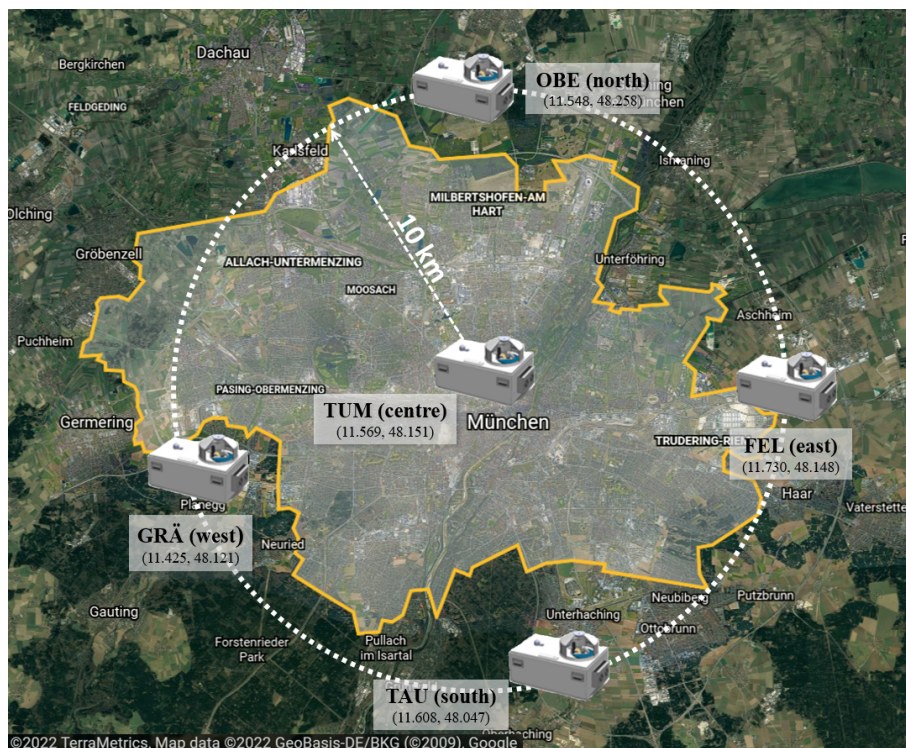 Dachau
Bergkirchen
OBE (north)
(11.548, 48.258)
FELDGEDING
Karlsfeld
Ismaning
MILBERTSHOFEN-AM
HART
Olching
10 km
Gröbenzell
ALLACH-UNTERMENZING
Unterföhring
MOOSACH
Aschheim
Puchheim
PASING-OBERMENZING
TUM (centre)
(11.569, 48.151)
München
Germering
TRUDERING-RIEM
FEL (east)
(11.730, 48.148)
Haar
Planegg
Vaterstetten
GRÄ (west)
(11.425, 48.121)
Neuried
Neubiberg
Putzbrunn
Gauting
Unterhaching
Ottobrunn
Forstenrieder
Park
Pullach
im Isartal
TAU (south)
(11.608, 48.047)
Oberhaching
©2022 TerraMetrics, Map data ©2022 GeoBasis-DE/BKG (©2009), Google